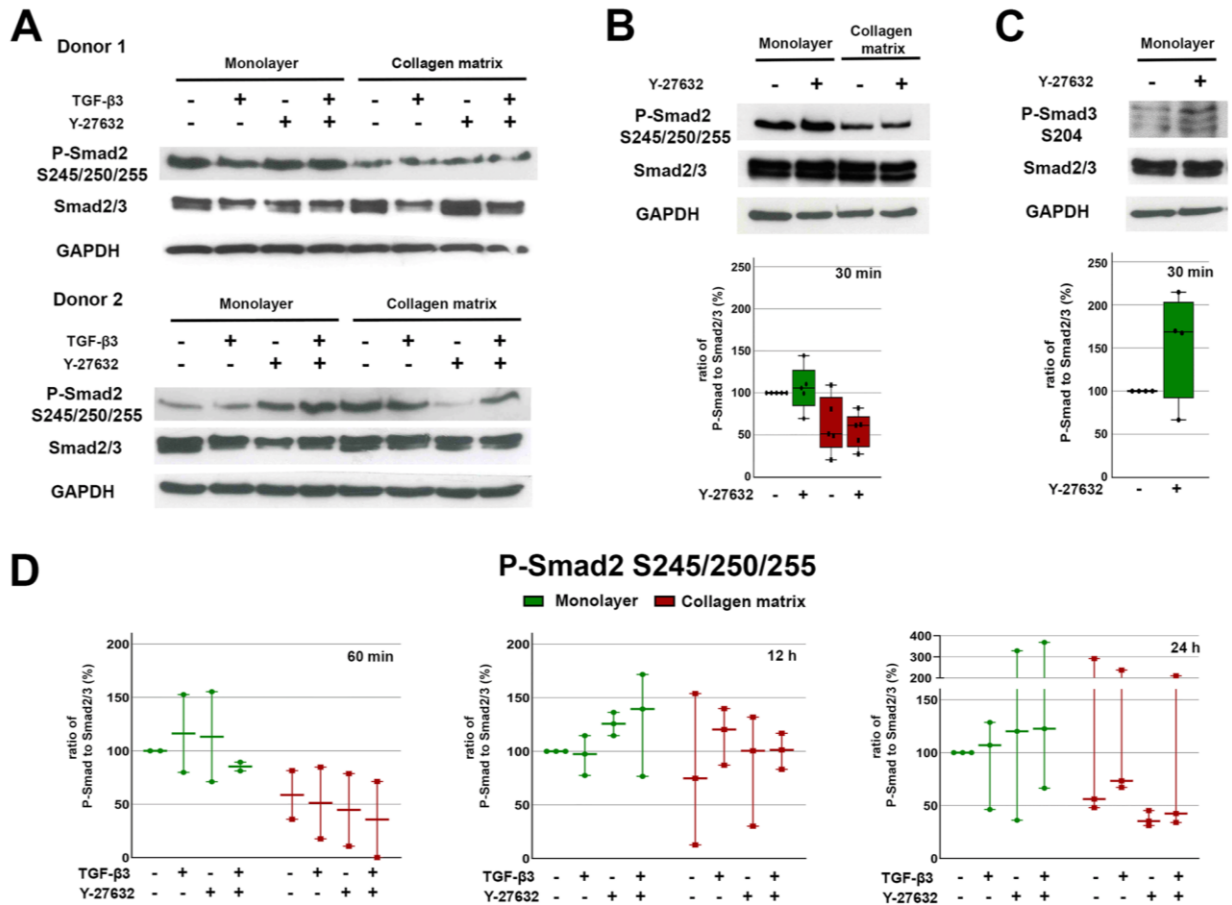 A
Donor 1
Monolayer Collagen matrix
TGF-β3 - + - + - + - +
Y-27632 - - + + - - + +
P-Smad2
S245/250/255
Smad2/3
GAPDH
Donor 2
Monolayer Collagen matrix
TGF-β3 - + - + - + - +
Y-27632 - - + + - - + +
P-Smad2
S245/250/255
Smad2/3
GAPDH
B
Monolayer Collagen
matrix
Y-27632 - + - +
P-Smad2
S245/250/255
Smad2/3
GAPDH
ratio of
P-Smad to Smad2/3 (%)
250
200
150
100
50
0
30 min
Y-27632 - + - +
C
Monolayer
Y-27632 - +
P-Smad3
S204
Smad2/3
GAPDH
ratio of
P-Smad to Smad2/3 (%)
250
200
150
100
50
0
30 min
Y-27632 - +
D
P-Smad2 S245/250/255
Monolayer Collagen matrix
ratio of
P-Smad to Smad2/3 (%)
200
150
100
50
0
60 min
TGF-β3 - + - + - + - +
Y-27632 - - + + - - + +
ratio of
P-Smad to Smad2/3 (%)
200
150
100
50
0
12 h
TGF-β3 - + - + - + - +
Y-27632 - - + + - - + +
ratio of
P-Smad to Smad2/3 (%)
400
300
200
150
100
50
0
24 h
TGF-β3 - + - + - + - +
Y-27632 - - + + - - + +